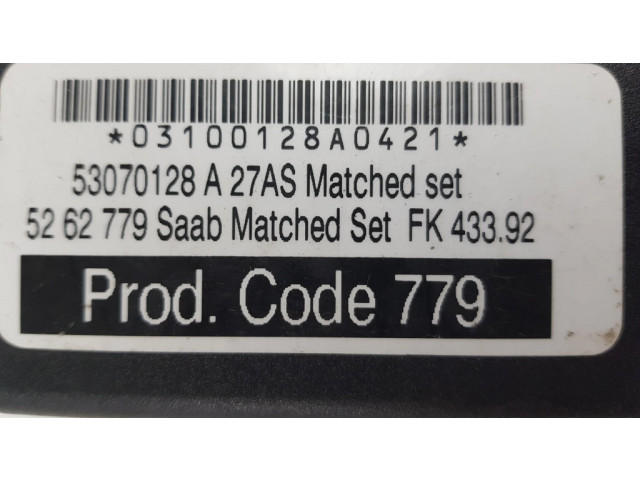 *03100128A0421*
53070128 A 27AS Matched set
52 62 779 Saab Matched Set FK 433.92
Prod. Code 779